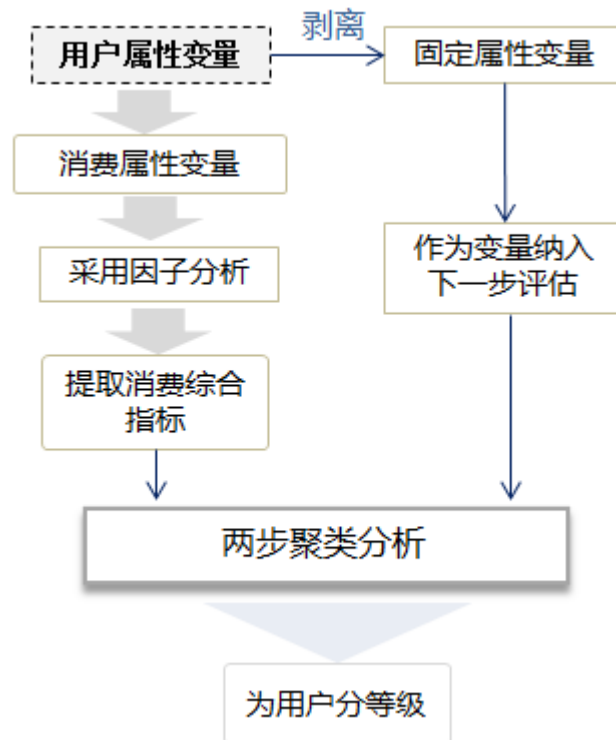 用户属性变量
剥离
固定属性变量
消费属性变量
采用因子分析
作为变量纳入
下一步评估
提取消费综合
指标
两步聚类分析
为用户分等级